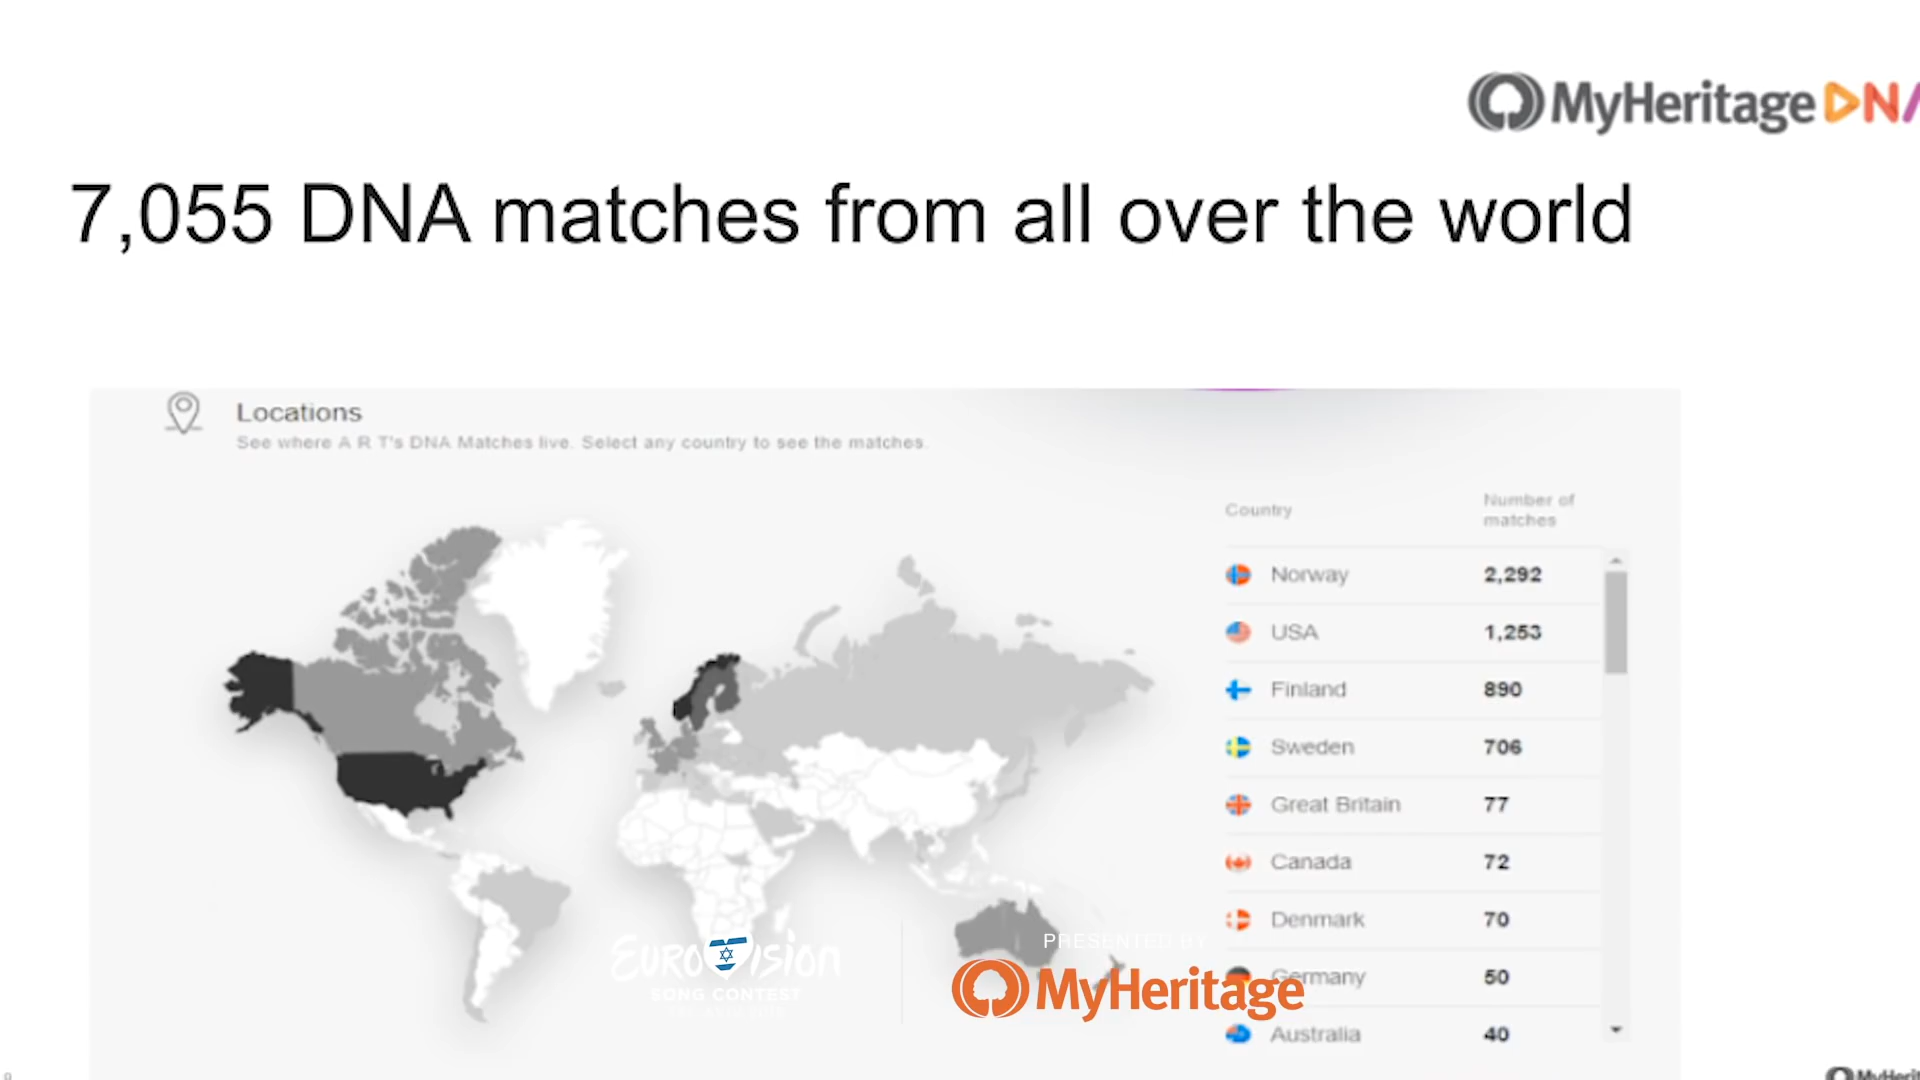 MyHeritage DNA
7,055 DNA matches from all over the world
Locations
See where A R T's DNA Matches live. Select any country to see the matches.
Country Number of matches
Norway 2,292
USA 1,253
Finland 890
Sweden 706
Great Britain 77
Canada 72
Denmark 70
Germany 50
Australia 40
EUROVISION
SONG CONTEST
PRESENTED BY
MyHeritage
9
MyHerit